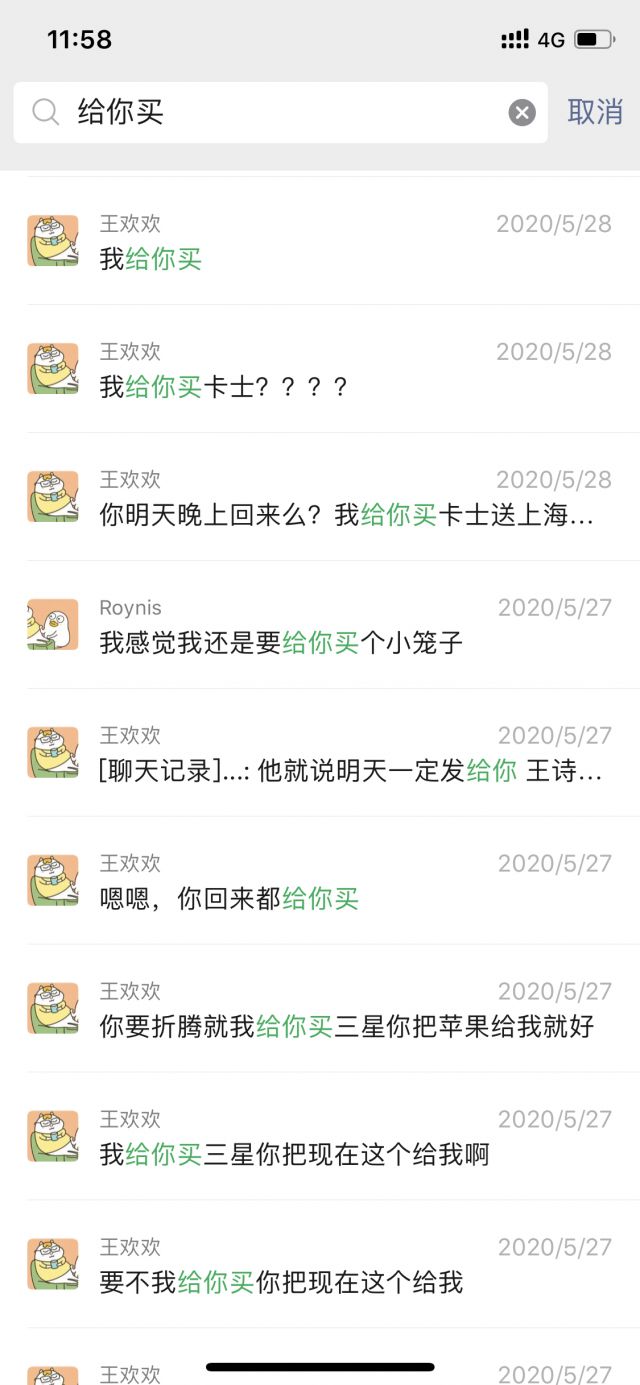 11:58
4G
给你买
取消
王欢欢 2020/5/28
我给你买
王欢欢 2020/5/28
我给你买卡士？？？？
王欢欢 2020/5/28
你明天晚上回来么？我给你买卡士送上海...
Roynis 2020/5/27
我感觉我还是要给你买个小笼子
王欢欢 2020/5/27
[聊天记录]...: 他就说明天一定发给你 王诗...
王欢欢 2020/5/27
嗯嗯，你回来都给你买
王欢欢 2020/5/27
你要折腾就我给你买三星你把苹果给我就好
王欢欢 2020/5/27
我给你买三星你把现在这个给我啊
王欢欢 2020/5/27
要不我给你买你把现在这个给我
王欢欢 2020/5/27